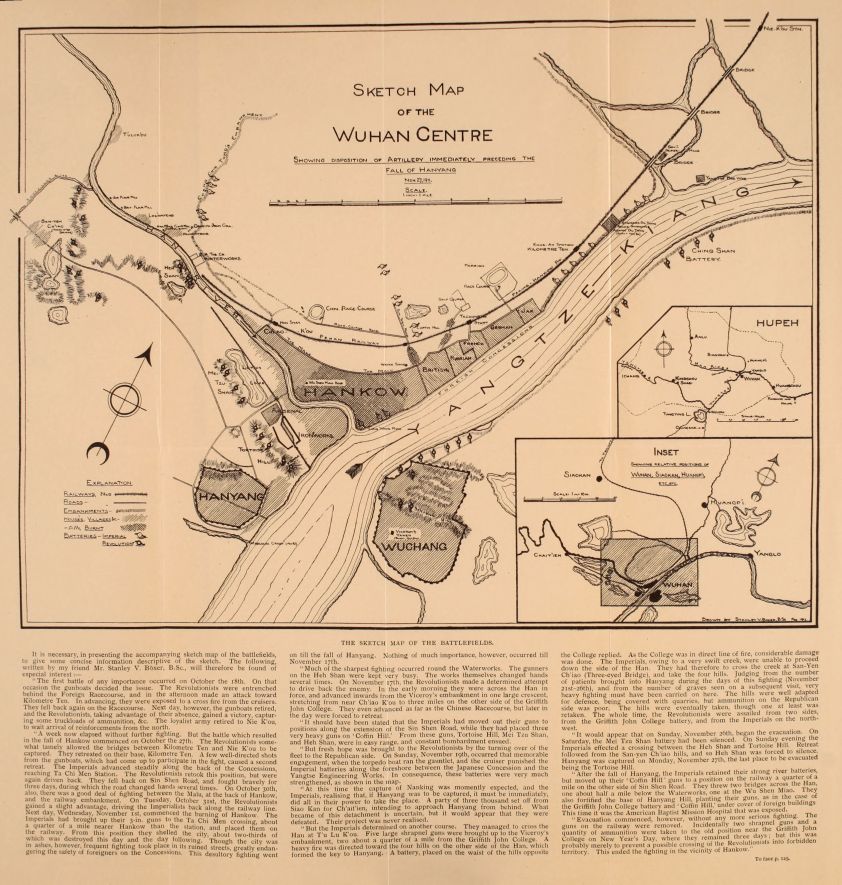 SKETCH MAP
OF THE
WUHAN CENTRE
SHOWING DISPOSITION OF ARTILLERY IMMEDIATELY PRECEDING THE
FALL OF HANYANG
SCALE
BRIDGE
BRIDGE
BRIDGE
KILOMETRE TEN
CHING SHAN
BATTERY
YANGTZE KIANG
RACE COURSE
CHIN. RACE-COURSE
PEKING RAILWAY
HANKOW
BRITISH
RUSSIAN
FRENCH
GERMAN
FOREIGN CONCESSIONS
ARSENAL
IRONWORKS
TORTOISE
HILL
HANYANG
WUCHANG
EXPLANATION
RAILWAYS
ROADS
EMBANKMENTS
BATTERIES - IMPERIAL
REVOLUTION
HUPEH
ICHANG
INSET
SHOWING RELATIVE POSITIONS OF
WUHAN, SIAOKAN, HUANGP'I,
SIAOKAN
HUANGP'I
YANGLO
WUHAN
THE SKETCH MAP OF THE BATTLEFIELDS.
It is necessary, in presenting the accompanying sketch map of the battlefields,
to give some concise information descriptive of the sketch. The following,
written by my friend Mr. Stanley V. Böxer, B.Sc., will therefore be found of
especial interest:—
"The first battle of any importance occurred on October the 18th. On that
occasion the gunboats decided the issue. The Revolutionists were entrenched
behind the Foreign Racecourse, and in the afternoon made an attack toward
Kilometre Ten. In advancing, they were exposed to a cross fire from the cruisers.
They fell back again on the Racecourse. Next day, however, the gunboats retired,
and the Revolutionists, taking advantage of their absence, gained a victory, capturing
some truckloads of ammunition, &c. The loyalist army retired to Nie K'ou,
to wait arrival of reinforcements from the north.
"A week now elapsed without further fighting. But the battle which resulted
in the fall of Hankow commenced on October the 27th. The Revolutionists somewhat
tamely allowed the bridges between Kilometre Ten and Nie K'ou to be
captured. They retreated on their base, Kilometre Ten. A few well-directed shots
from the gunboats, which had come up to participate in the fight, caused a second
retreat. The Imperials advanced steadily along the back of the Concessions,
reaching Ta Chi Men Station. The Revolutionists retook this position, but were
again driven back. They fell back on Sin Shen Road, and fought bravely for
three days, during which the road changed hands several times. On October 30th,
also, there was a good deal of fighting between the Mala, at the back of Hankow,
and the railway embankment. On Tuesday, October 31st, the Revolutionists
gained a slight advantage, driving the Imperialists back along the railway line.
Next day, Wednesday, November 1st, commenced the burning of Hankow. The
Imperials had brought up their 3-in. guns to the Ta Chi Men crossing, about
a quarter of a mile nearer Hankow than the station, and placed them on
the railway. From this position they shelled the city, about two-thirds of
which was destroyed this day and the day following. Though the city was
in ashes, however, frequent fighting took place in its ruined streets, greatly endangering
the safety of foreigners on the Concessions. This desultory fighting went
on till the fall of Hanyang. Nothing of much importance, however, occurred till
November 17th.
"Much of the sharpest fighting occurred round the Waterworks. The gunners
on the Heh Shan were kept very busy. The works themselves changed hands
several times. On November 17th, the Revolutionists made a determined attempt
to drive back the enemy. In the early morning they were across the Han in
force, and advanced inwards from the Viceroy's embankment in one large crescent,
stretching from near Ch'iao K'ou to three miles on the other side of the Griffith
John College. They even advanced as far as the Chinese Racecourse, but later in
the day were forced to retreat.
"It should have been stated that the Imperials had moved out their guns to
positions along the extension of the Sin Shen Road, while they had placed three
very heavy guns on 'Coffin Hill.' From these guns, Tortoise Hill, Mei Tzu Shan,
and Heh Shan, were in easy range, and constant bombardment ensued.
"But fresh hope was brought to the Revolutionists by the turning over of the
fleet to the Republican side. On Sunday, November 19th, occurred that memorable
engagement, when the torpedo boat ran the gauntlet, and the cruiser punished the
Imperial batteries along the foreshore between the Japanese Concession and the
Yangtse Engineering Works. In consequence, these batteries were very much
strengthened, as shown in the map.
"At this time the capture of Nanking was momently expected, and the
Imperials, realising that, if Hanyang was to be captured, it must be immediately,
did all in their power to take the place. A party of three thousand set off from
Siao Kan for Ch'ai'ien, intending to approach Hanyang from behind. What
became of this detachment is uncertain, but it would appear that they were
defeated. Their project was never realised.
"But the Imperials determined on another course. They managed to cross the
Han at T'u Lu K'ou. Five large shrapnel guns were brought up to the Viceroy's
embankment, two about a quarter of a mile from the Griffith John College. A
heavy fire was directed toward the four hills on the other side of the Han, which
formed the key to Hanyang. A battery, placed on the waist of the hills opposite
the College replied. As the College was in direct line of fire, considerable damage
was done. The Imperials, owing to a very swift creek, were unable to proceed
down the side of the Han. They had therefore to cross the creek at San-Yen
Ch'iao (Three-eyed Bridge), and take the four hills. Judging from the number
of patients brought into Hanyang during the days of this fighting (November
21st-26th), and from the number of graves seen on a subsequent visit, very
heavy fighting must have been carried on here. The hills were well adapted
for defence, being covered with quarries, but ammunition on the Republican
side was poor. The hills were eventually taken, though one at least was
retaken. The whole time, the Revolutionists were assailed from two sides,
from the Griffith John College battery, and from the Imperials on the north-
west.
"It would appear that on Sunday, November 26th, began the evacuation. On
Saturday, the Mei Tzu Shan battery had been silenced. On Sunday evening the
Imperials effected a crossing between the Heh Shan and Tortoise Hill. Retreat
followed from the San-yen Ch'iao hills, and so Heh Shan was forced to silence.
Hanyang was captured on Monday, November 27th, the last place to be evacuated
being the Tortoise Hill.
"After the fall of Hanyang, the Imperials retained their strong river batteries,
but moved up their 'Coffin Hill' guns to a position on the railway a quarter of a
mile on the other side of Sin Shen Road. They threw two bridges across the Han,
one about half a mile below the Waterworks, one at the Wu Shen Miao. They
also fortified the base of Hanyang Hill, planting their guns, as in the case of
the Griffith John College battery and 'Coffin' Hill, under cover of foreign buildings
This time it was the American Baptist Mission hospital that was exposed.
"Evacuation commenced, however, without any more serious fighting. The
guns on the railway were removed. Incidentally two shrapnel guns and a
quantity of ammunition were taken to the old position near the Griffith John
College on New Year's Day, where they remained three days; but this was
probably merely to prevent a possible crossing of the Revolutionists into forbidden
territory. This ended the fighting in the vicinity of Hankow."
To face p. 125.